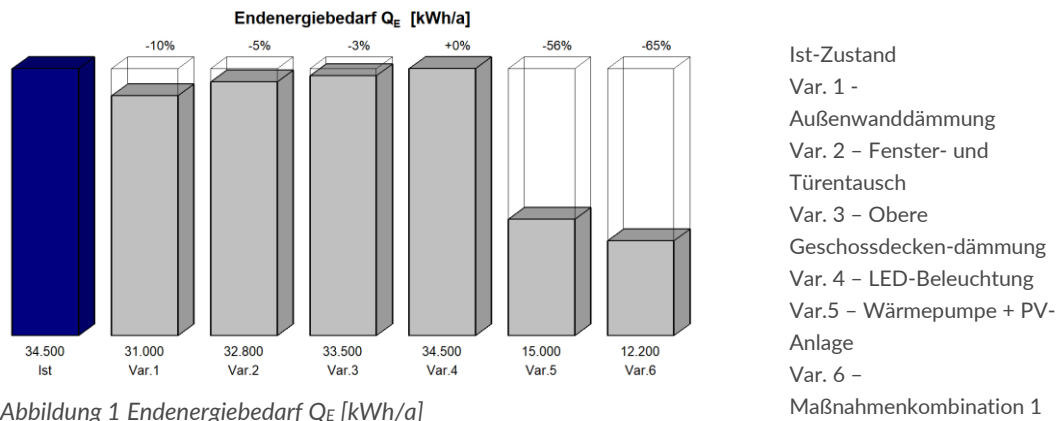 Endenergiebedarf QE [kWh/a]
-10% -5% -3% +0% -56% -65%
34.500 31.000 32.800 33.500 34.500 15.000 12.200
Ist Var.1 Var.2 Var.3 Var.4 Var.5 Var.6
Abbildung 1 Endenergiebedarf QE [kWh/a]
Ist-Zustand
Var. 1 -
Außenwanddämmung
Var. 2 – Fenster- und
Türentausch
Var. 3 – Obere
Geschossdecken-dämmung
Var. 4 – LED-Beleuchtung
Var.5 – Wärmepumpe + PV-
Anlage
Var. 6 –
Maßnahmenkombination 1